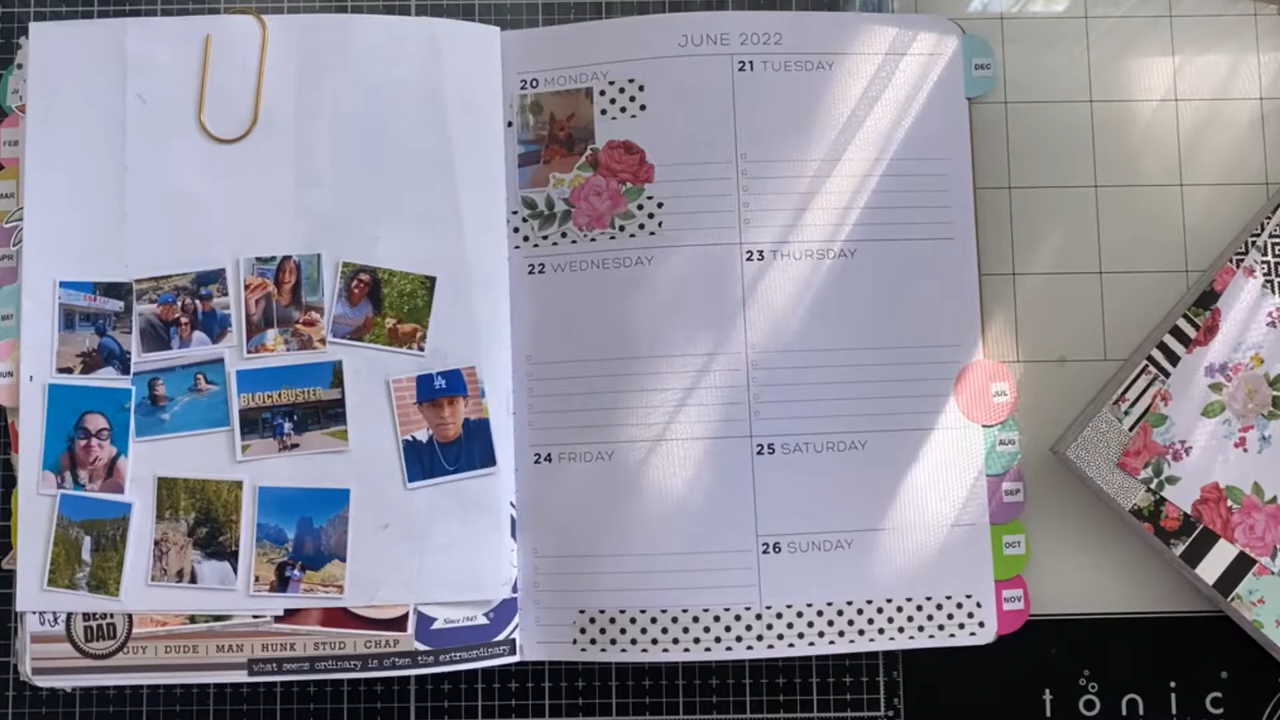 JUNE 2022
20 MONDAY
21 TUESDAY
22 WEDNESDAY
23 THURSDAY
24 FRIDAY
25 SATURDAY
26 SUNDAY
DEC
JUL
AUG
SEP
OCT
NOV
FEB
MAR
APR
MAY
JUN
BLOCKBUSTER
LA
BEST
DAD
GUY | DUDE | MAN | HUNK | STUD | CHAP
Since 1945
what seems ordinary is often the extraordinary
tonic